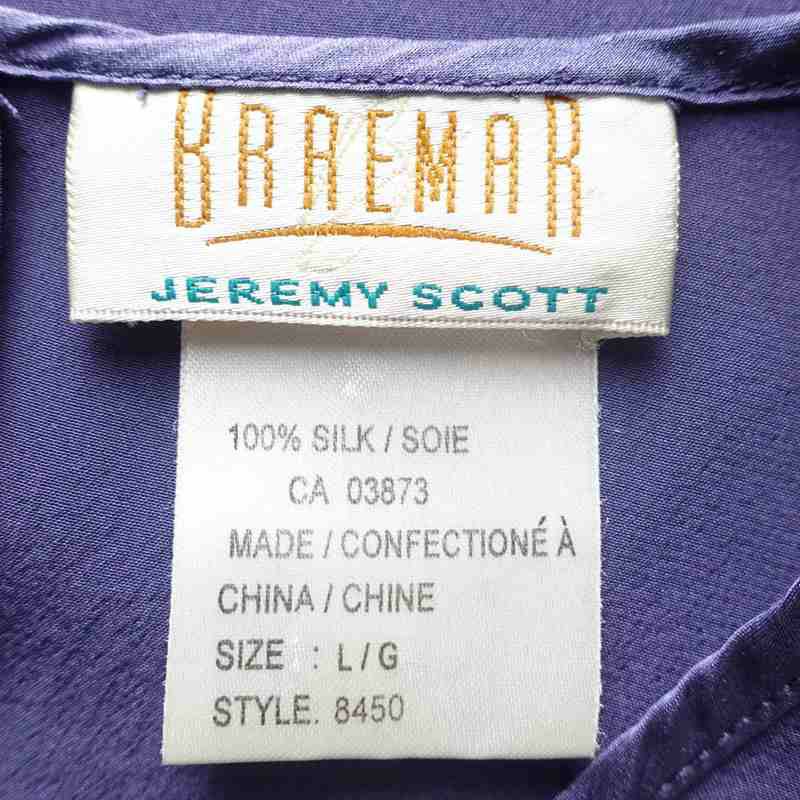 BRAEMAR
JEREMY SCOTT
100% SILK / SOIE
CA 03873
MADE / CONFECTIONÉ À
CHINA / CHINE
SIZE : L / G
STYLE. 8450